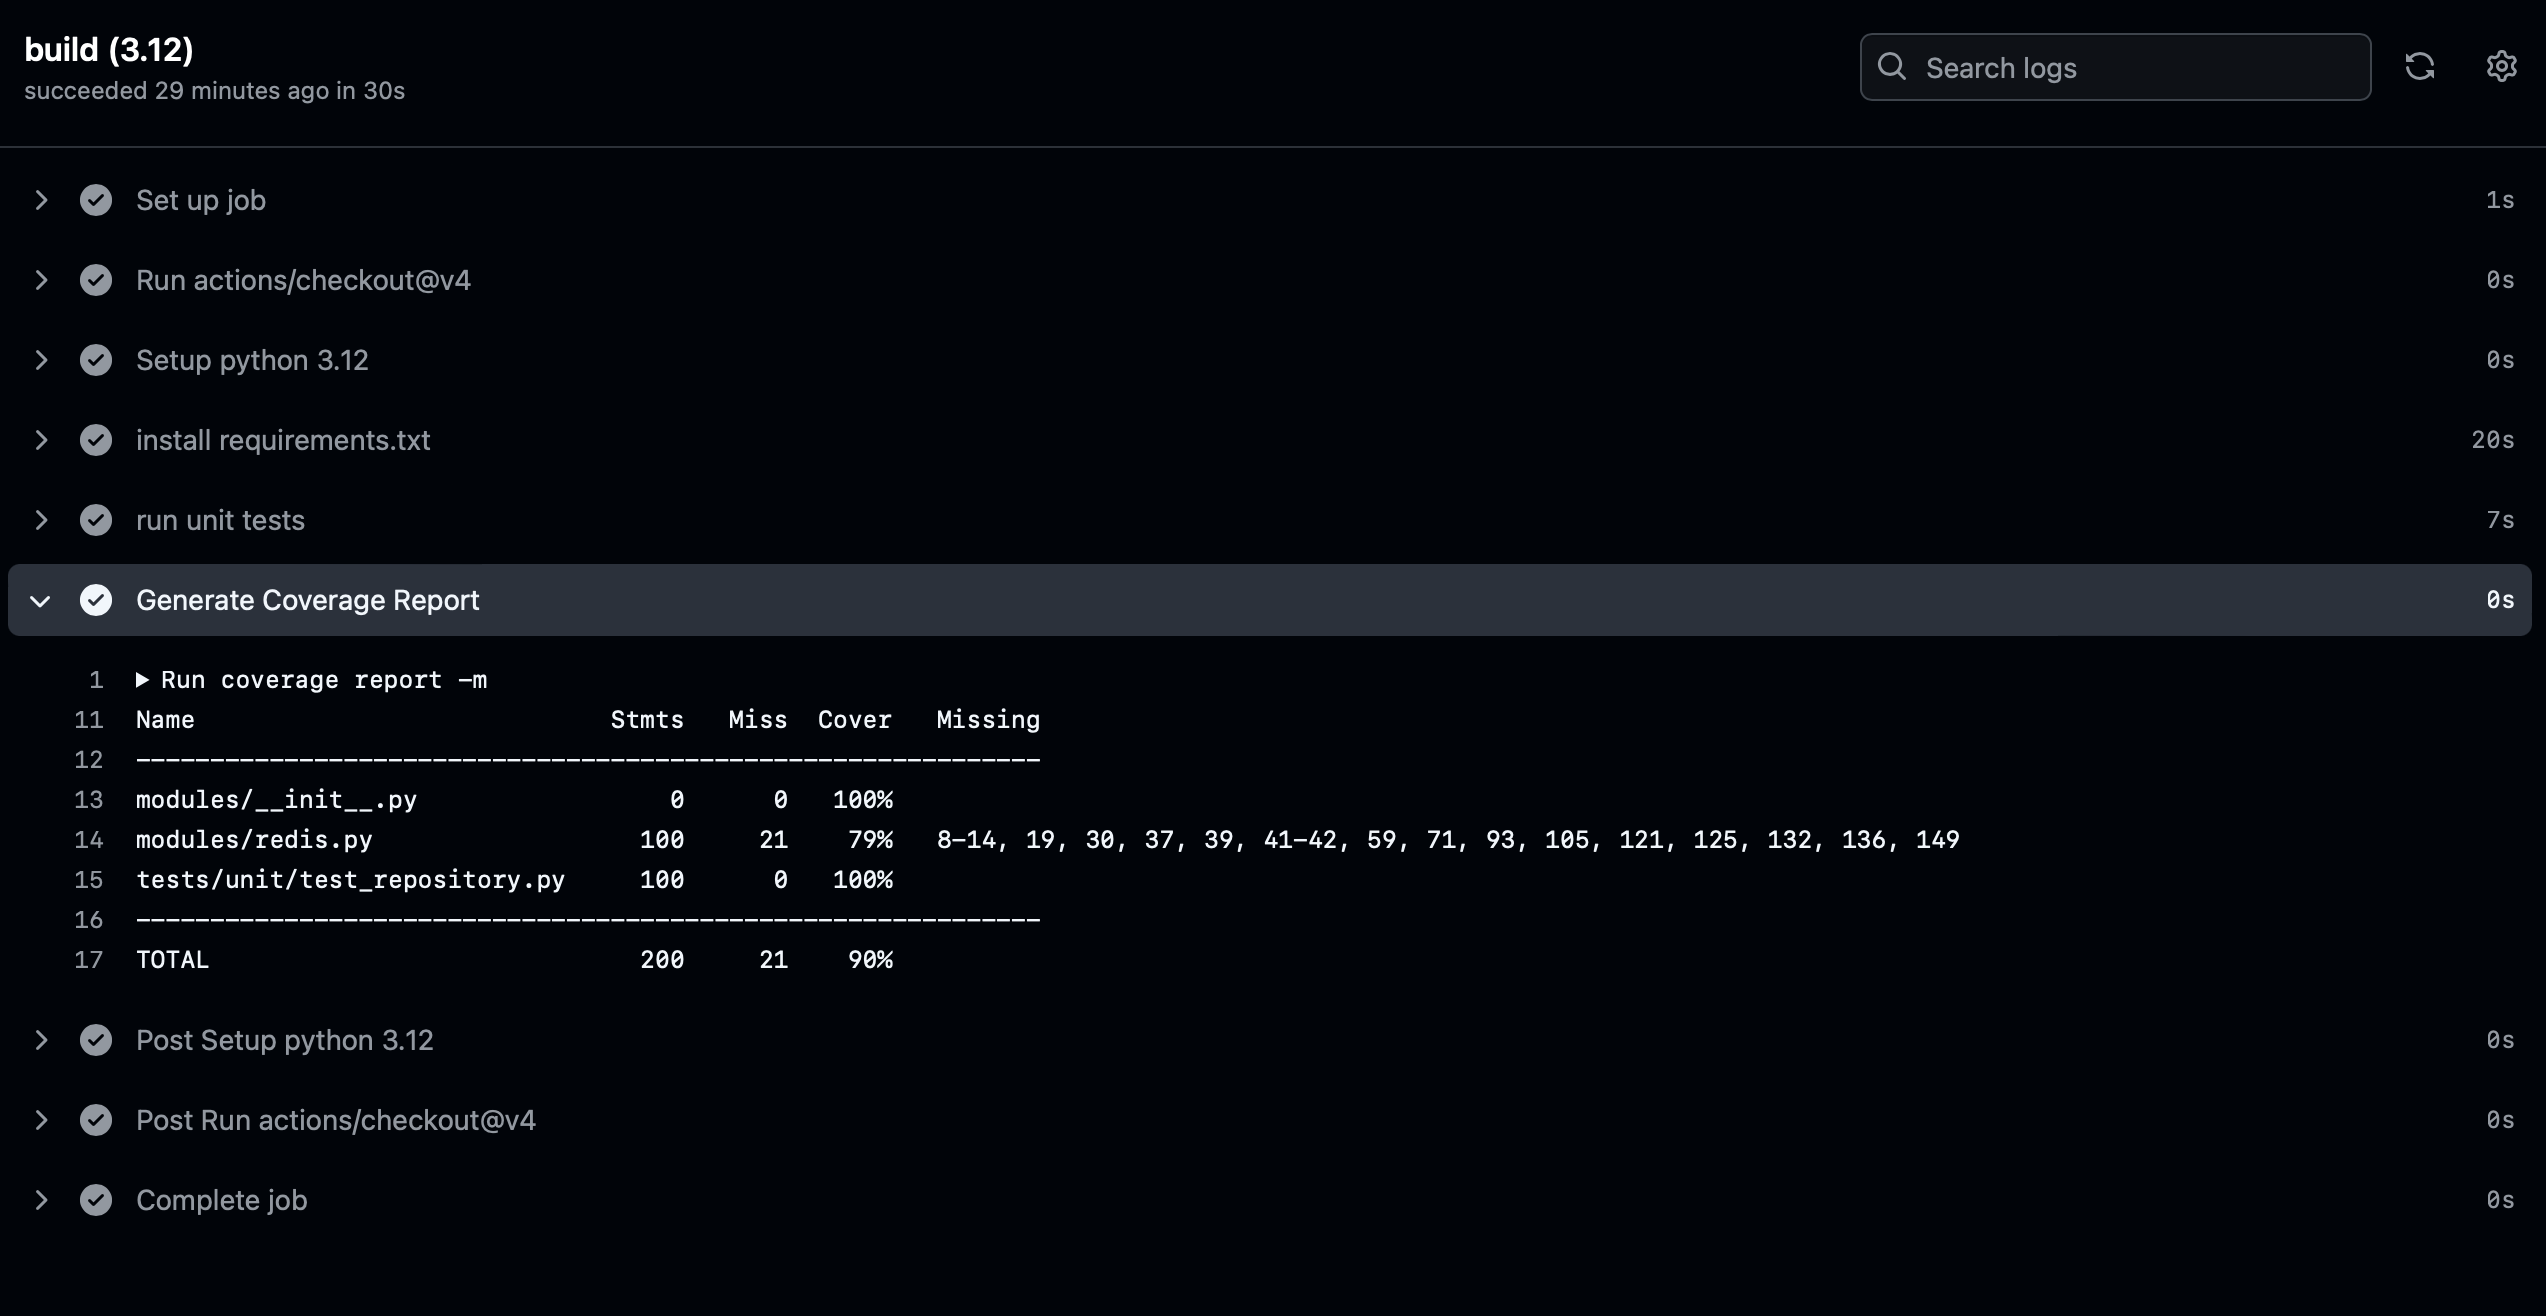 build (3.12)
succeeded 29 minutes ago in 30s
Search logs
Set up job 1s
Run actions/checkout@v4 0s
Setup python 3.12 0s
install requirements.txt 20s
run unit tests 7s
Generate Coverage Report 0s
1 Run coverage report -m
11 Name Stmts Miss Cover Missing
12 -------------------------------------------------------------
13 modules/__init__.py 0 0 100%
14 modules/redis.py 100 21 79% 8-14, 19, 30, 37, 39, 41-42, 59, 71, 93, 105, 121, 125, 132, 136, 149
15 tests/unit/test_repository.py 100 0 100%
16 -------------------------------------------------------------
17 TOTAL 200 21 90%
Post Setup python 3.12 0s
Post Run actions/checkout@v4 0s
Complete job 0s